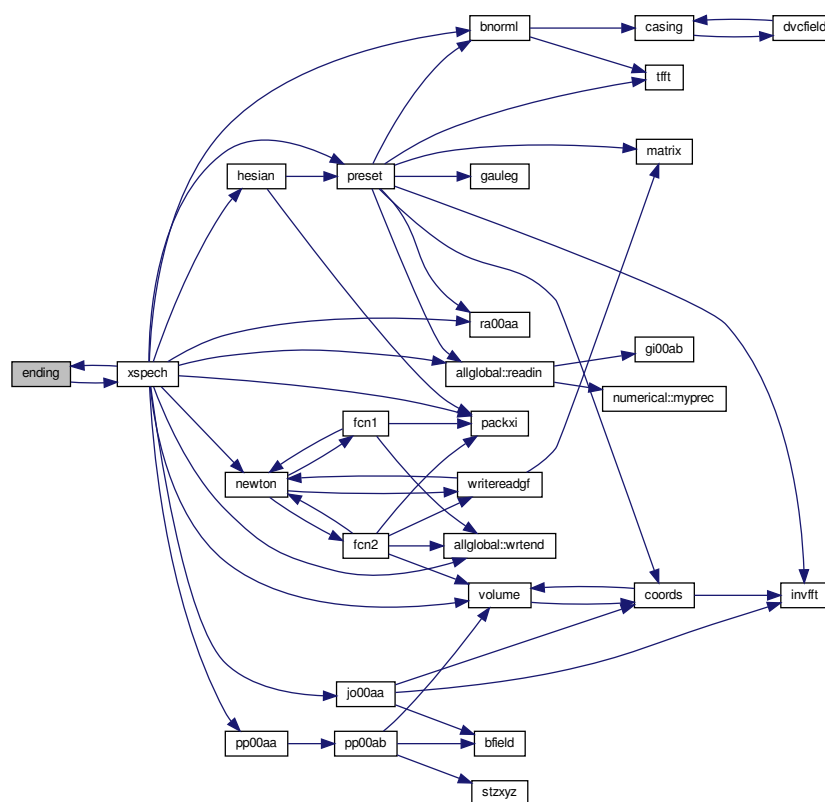 bnorml
casing
dvcfield
tfft
matrix
hesian
preset
gauleg
ra00aa
gi00ab
ending
xspech
allglobal::readin
numerical::myprec
fcn1
packxi
newton
writereadgf
fcn2
allglobal::wrtend
volume
coords
invfft
jo00aa
pp00aa
pp00ab
bfield
stzxyz